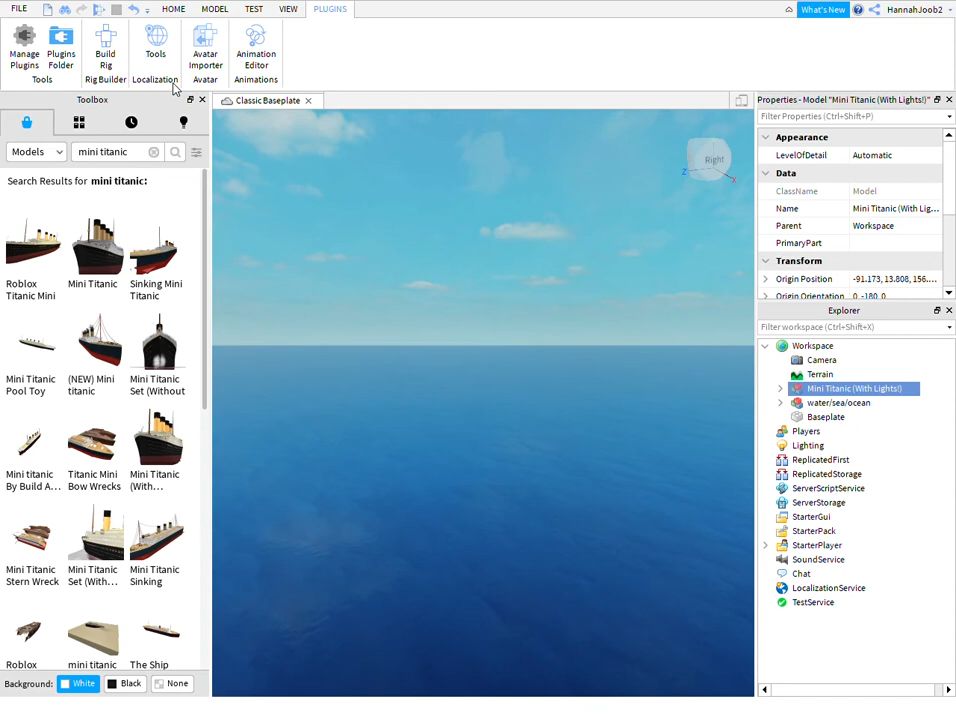 FILE
HOME
MODEL
TEST
VIEW
PLUGINS
What's New
HannahJoob2
Manage Plugins
Plugins Folder
Build Rig
Tools
Avatar Importer
Animation Editor
Tools
Rig Builder
Localization
Avatar
Animations
Toolbox
Classic Baseplate
Models
mini titanic
Search Results for mini titanic:
Roblox Titanic Mini
Mini Titanic
Sinking Mini Titanic
Mini Titanic Pool Toy
(NEW) Mini titanic
Mini Titanic Set (Without
Mini titanic By Build A...
Titanic Mini Bow Wrecks
Mini Titanic (With...
Mini Titanic Stern Wreck
Mini Titanic Set (With...
Mini Titanic Sinking
Roblox
mini titanic
The Ship
Background:
White
Black
None
Right
Z
X
Properties - Model "Mini Titanic (With Lights!)"
Filter Properties (Ctrl+Shift+P)
Appearance
LevelOfDetail Automatic
Data
ClassName Model
Name Mini Titanic (With Lig...
Parent Workspace
PrimaryPart
Transform
Origin Position -91.173, 13.808, 156....
Origin Orientation 0, -180, 0
Explorer
Filter workspace (Ctrl+Shift+X)
Workspace
Camera
Terrain
Mini Titanic (With Lights!)
water/sea/ocean
Baseplate
Players
Lighting
ReplicatedFirst
ReplicatedStorage
ServerScriptService
ServerStorage
StarterGui
StarterPack
StarterPlayer
SoundService
Chat
LocalizationService
TestService